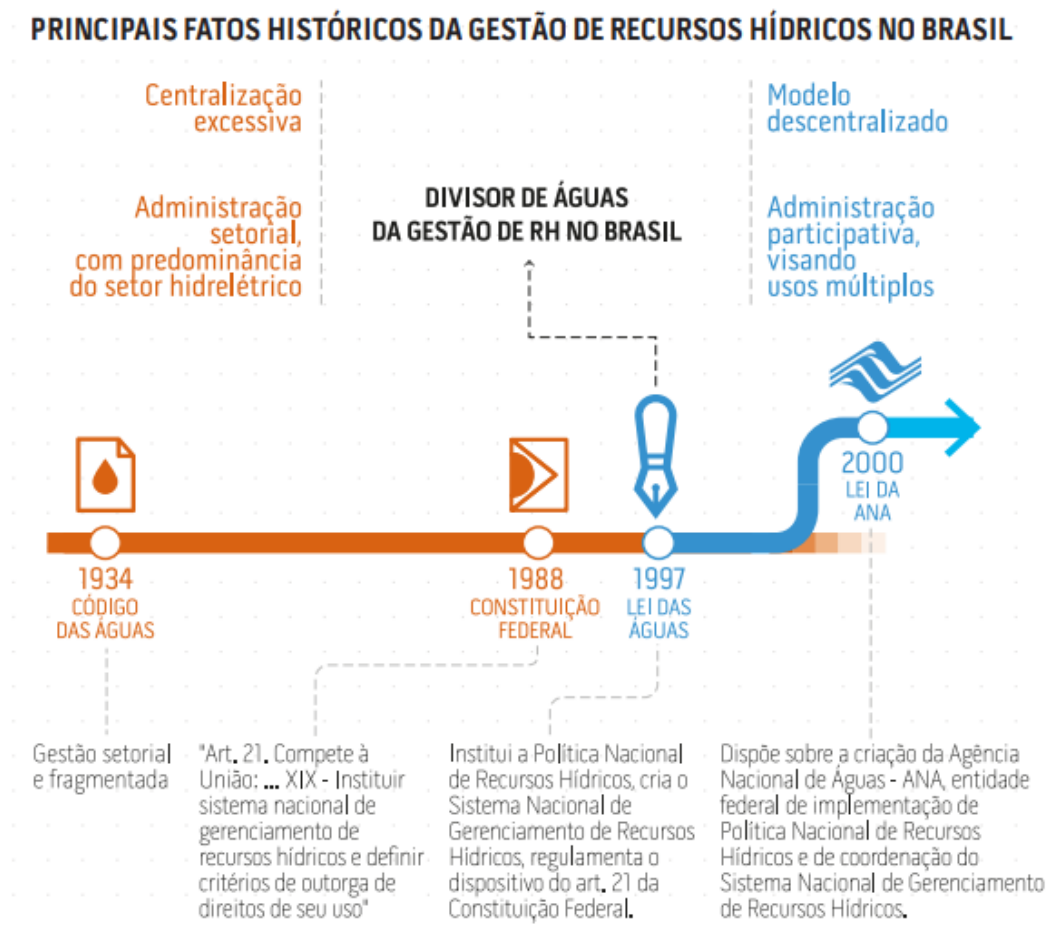 PRINCIPAIS FATOS HISTÓRICOS DA GESTÃO DE RECURSOS HÍDRICOS NO BRASIL
Centralização
excessiva
Administração
setorial,
com predominância
do setor hidrelétrico
DIVISOR DE ÁGUAS
DA GESTÃO DE RH NO BRASIL
Modelo
descentralizado
Administração
participativa,
visando
usos múltiplos
1934
CÓDIGO
DAS ÁGUAS
1988
CONSTITUIÇÃO
FEDERAL
1997
LEI DAS
ÁGUAS
2000
LEI DA
ANA
Gestão setorial
e fragmentada
"Art. 21. Compete à
União: ... XIX - Instituir
sistema nacional de
gerenciamento de
recursos hídricos e definir
critérios de outorga de
direitos de seu uso"
Institui a Política Nacional
de Recursos Hídricos, cria o
Sistema Nacional de
Gerenciamento de Recursos
Hídricos, regulamenta o
dispositivo do art. 21 da
Constituição Federal.
Dispõe sobre a criação da Agência
Nacional de Águas - ANA, entidade
federal de implementação de
Política Nacional de Recursos
Hídricos e de coordenação do
Sistema Nacional de Gerenciamento
de Recursos Hídricos.